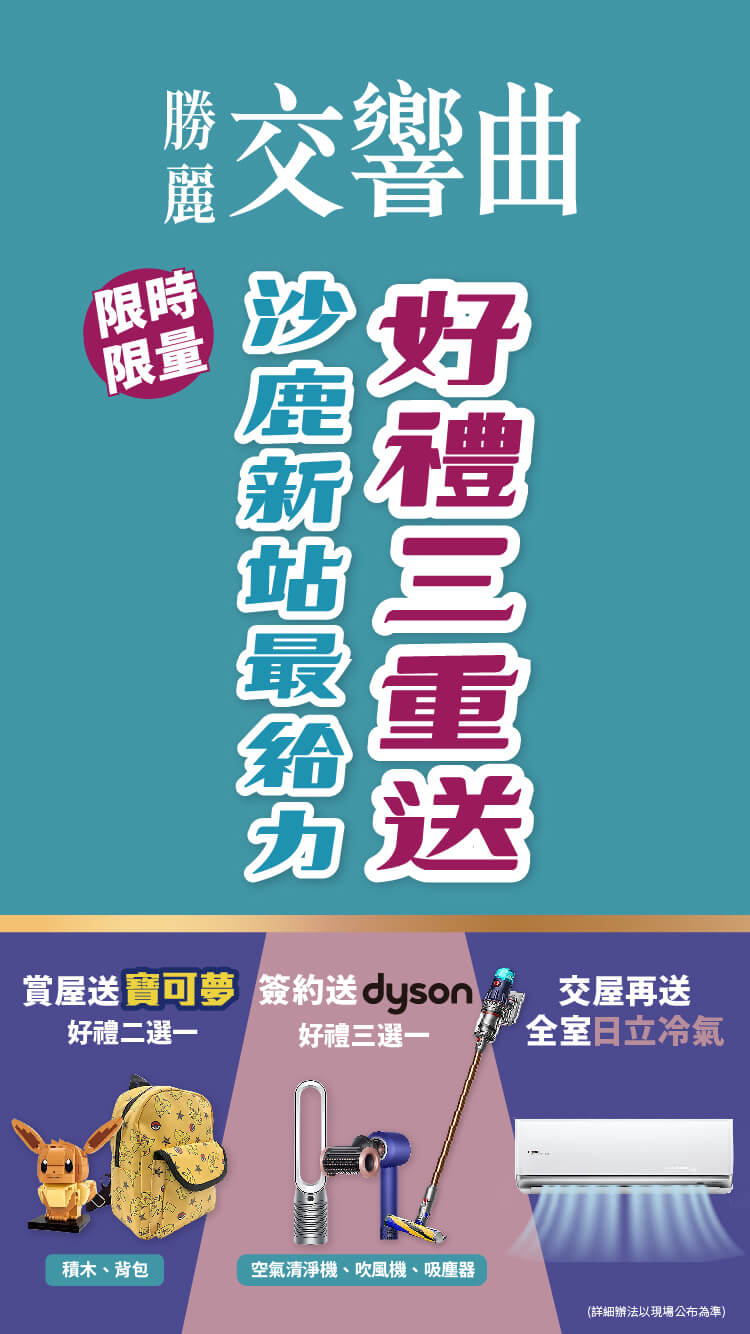 勝麗
交響曲
限時
限量
好禮三重送
沙鹿新站最給力
賞屋送寶可夢
好禮二選一
積木、背包
簽約送dyson
好禮三選一
空氣清淨機、吹風機、吸塵器
交屋再送
全室日立冷氣
(詳細辦法以現場公布為準)